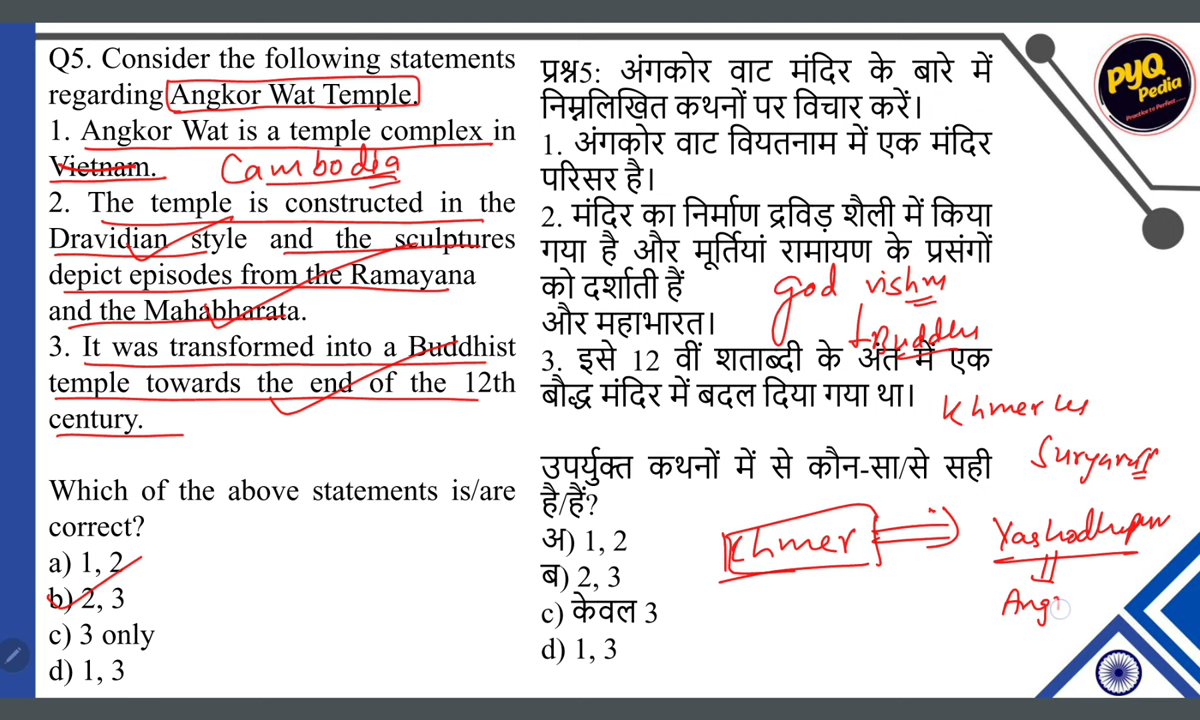 Q5. Consider the following statements
regarding Angkor Wat Temple.
1. Angkor Wat is a temple complex in
Vietnam. Cambodia
2. The temple is constructed in the
Dravidian style and the sculptures
depict episodes from the Ramayana
and the Mahabharata.
3. It was transformed into a Buddhist
temple towards the end of the 12th
century.
Which of the above statements is/are
correct?
a) 1, 2
b) 2, 3
c) 3 only
d) 1, 3
प्रश्न5: अंगकोर वाट मंदिर के बारे में
निम्नलिखित कथनों पर विचार करें।
1. अंगकोर वाट वियतनाम में एक मंदिर
परिसर है।
2. मंदिर का निर्माण द्रविड़ शैली में किया
गया है और मूर्तियां रामायण के प्रसंगों
को दर्शाती हैं
और महाभारत।
3. इसे 12 वीं शताब्दी के अंत में एक
बौद्ध मंदिर में बदल दिया गया था।
उपर्युक्त कथनों में से कौन-सा/से सही
है/हैं?
अ) 1, 2
ब) 2, 3
c) केवल 3
d) 1, 3
god
Khmer
Khmer
Ang
PYQ
Pedia
Practice to Perfect